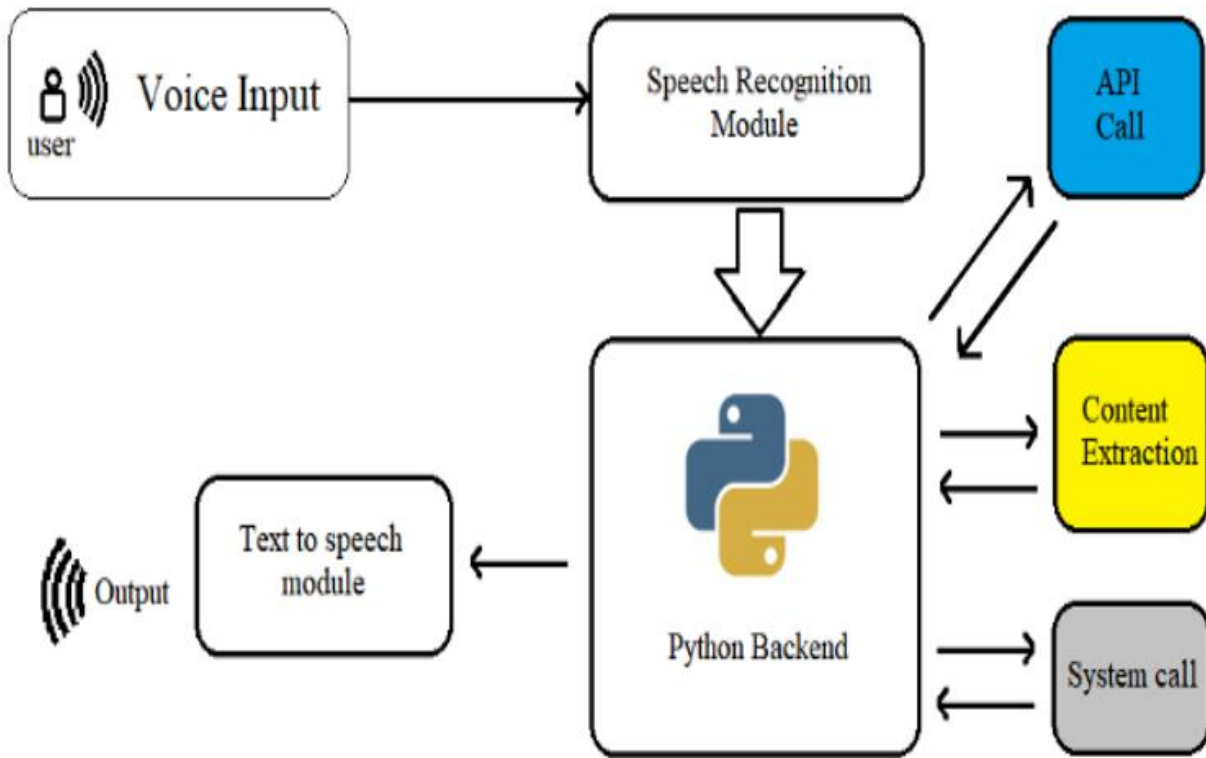 Voice Input
user
Speech Recognition
Module
API
Call
Content
Extraction
Text to speech
module
Output
Python Backend
System call